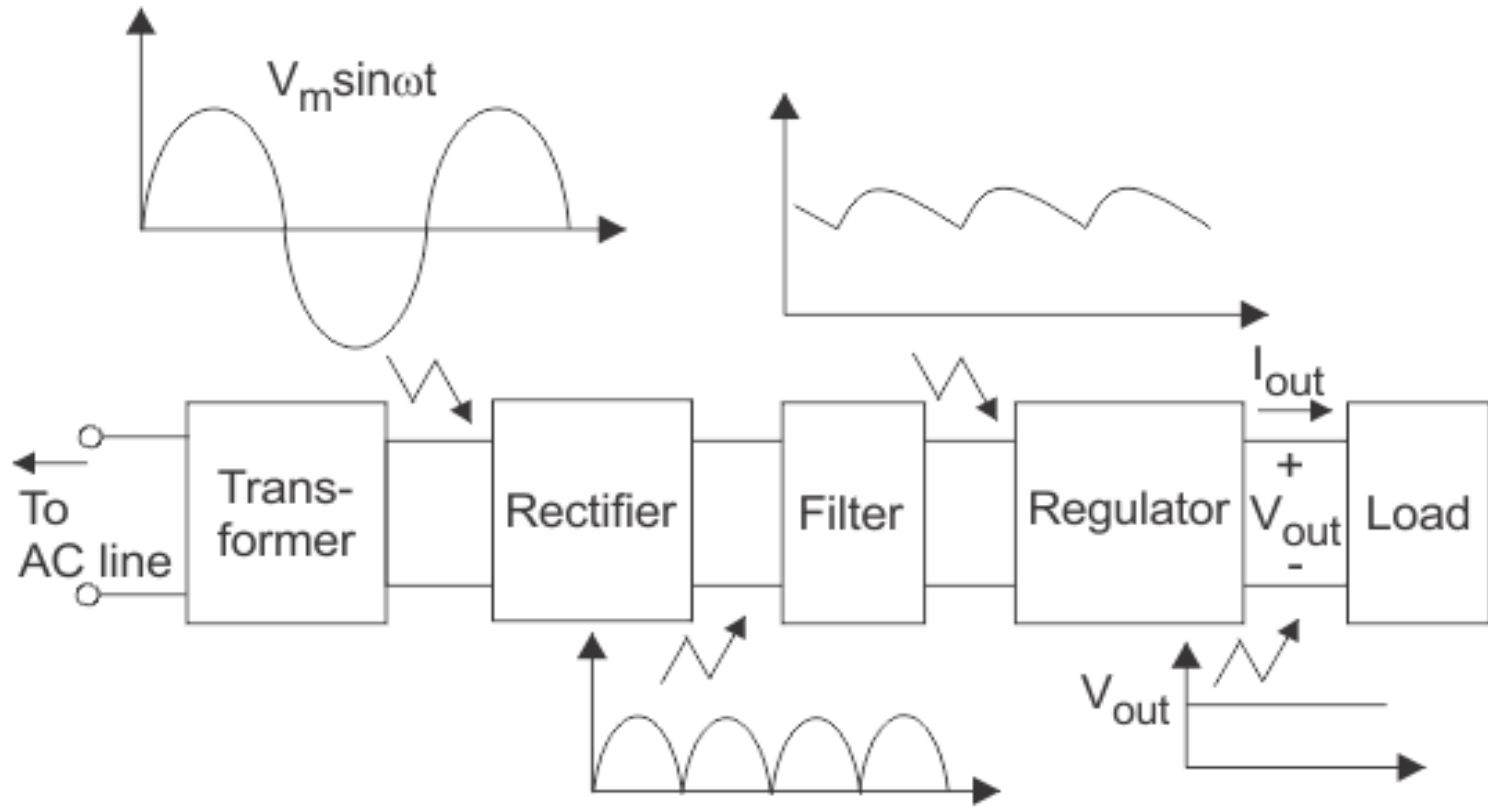 Vmsinωt
Iout
To
AC line
Trans-
former
Rectifier
Filter
Regulator
+
Vout
-
Load
Vout